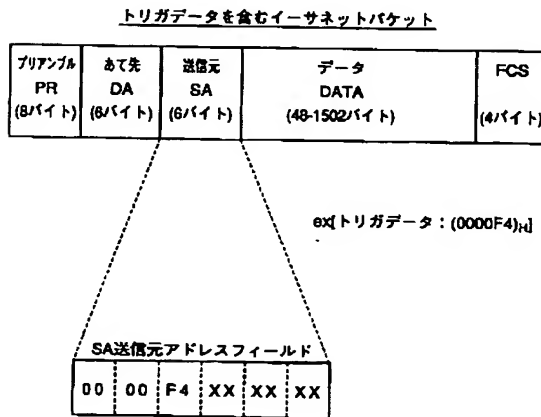 トリガデータを含むイーサネットパケット
プリアンブル
PR
(8バイト)
あて先
DA
(6バイト)
送信元
SA
(6バイト)
データ
DATA
(48-1502バイト)
FCS
(4バイト)
ex[トリガデータ:(0000F4)H]
SA送信元アドレスフィールド
00 00 F4 XX XX XX